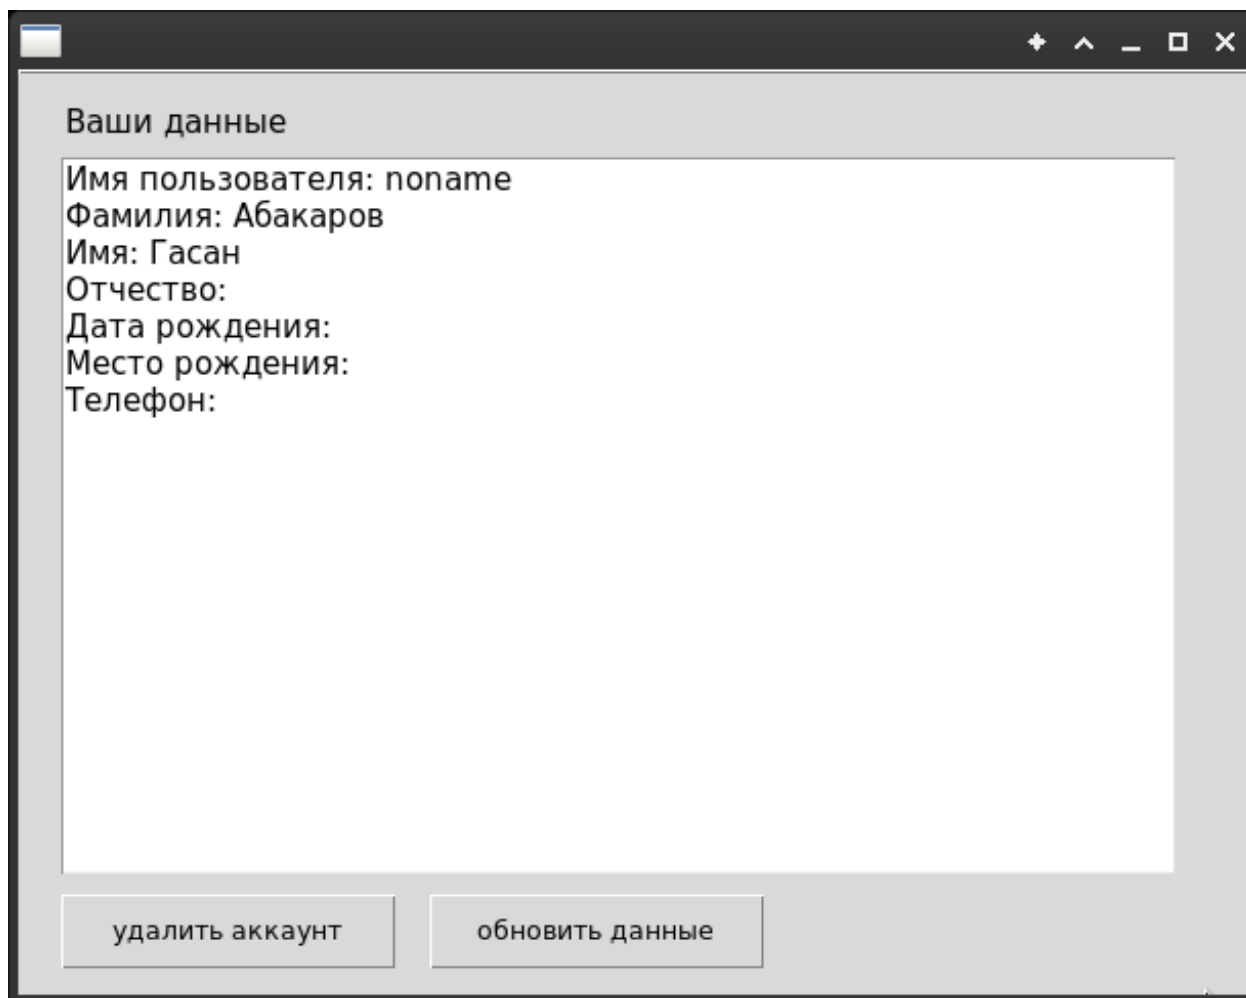 Ваши данные
Имя пользователя: noname
Фамилия: Абакаров
Имя: Гасан
Отчество:
Дата рождения:
Место рождения:
Телефон:
удалить аккаунт
обновить данные